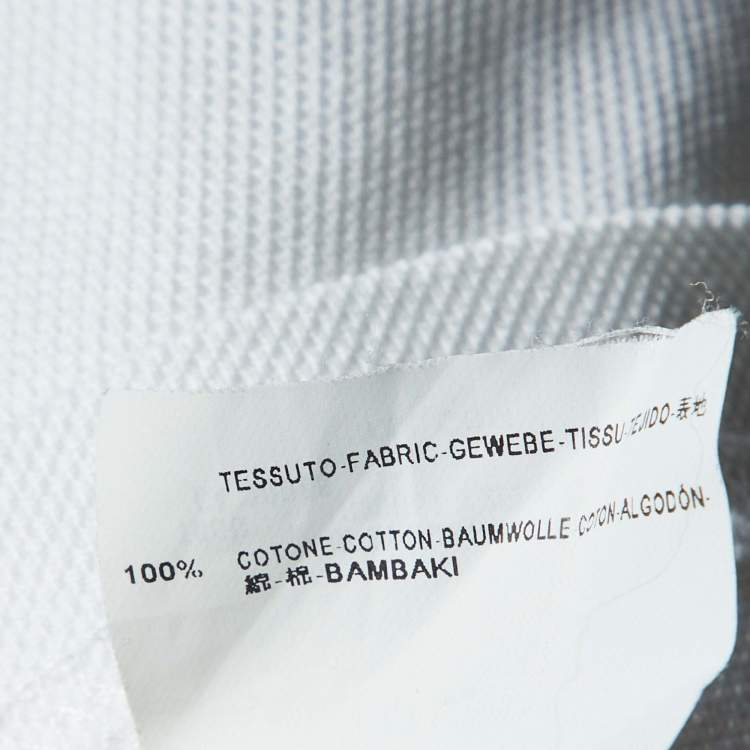 TESSUTO-FABRIC-GEWEBE-TISSU-TEJIDO-表地
100% COTONE-COTTON-BAUMWOLLE COTON-ALGODÓN-
綿-棉-BAMBAKI